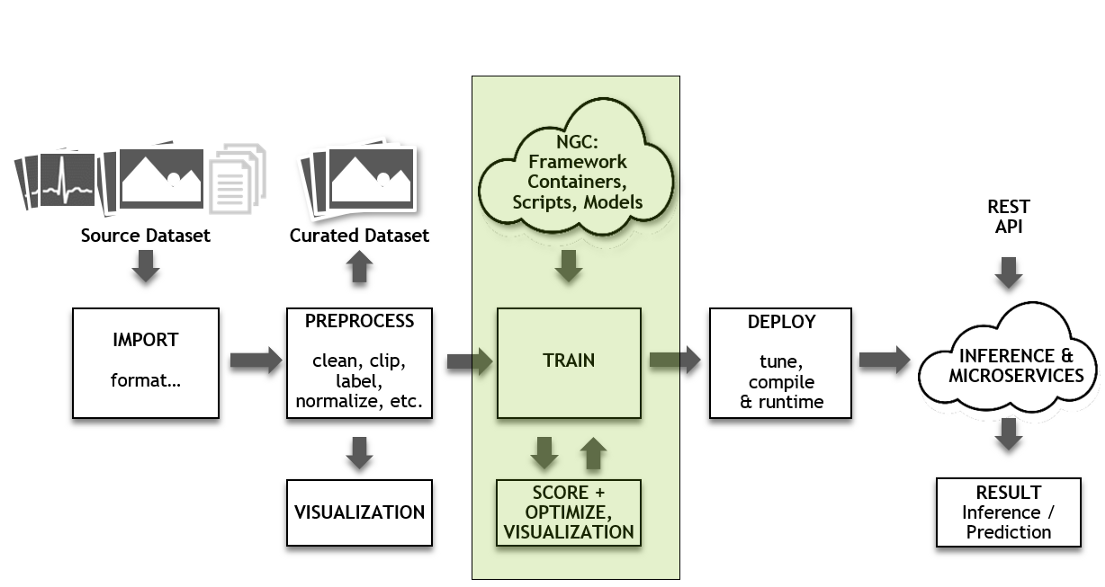 NGC:
Framework
Containers,
Scripts, Models
Source Dataset
Curated Dataset
REST
API
IMPORT
format...
PREPROCESS
clean, clip,
label,
normalize, etc.
TRAIN
DEPLOY
tune,
compile
& runtime
INFERENCE &
MICROSERVICES
VISUALIZATION
SCORE +
OPTIMIZE,
VISUALIZATION
RESULT
Inference /
Prediction